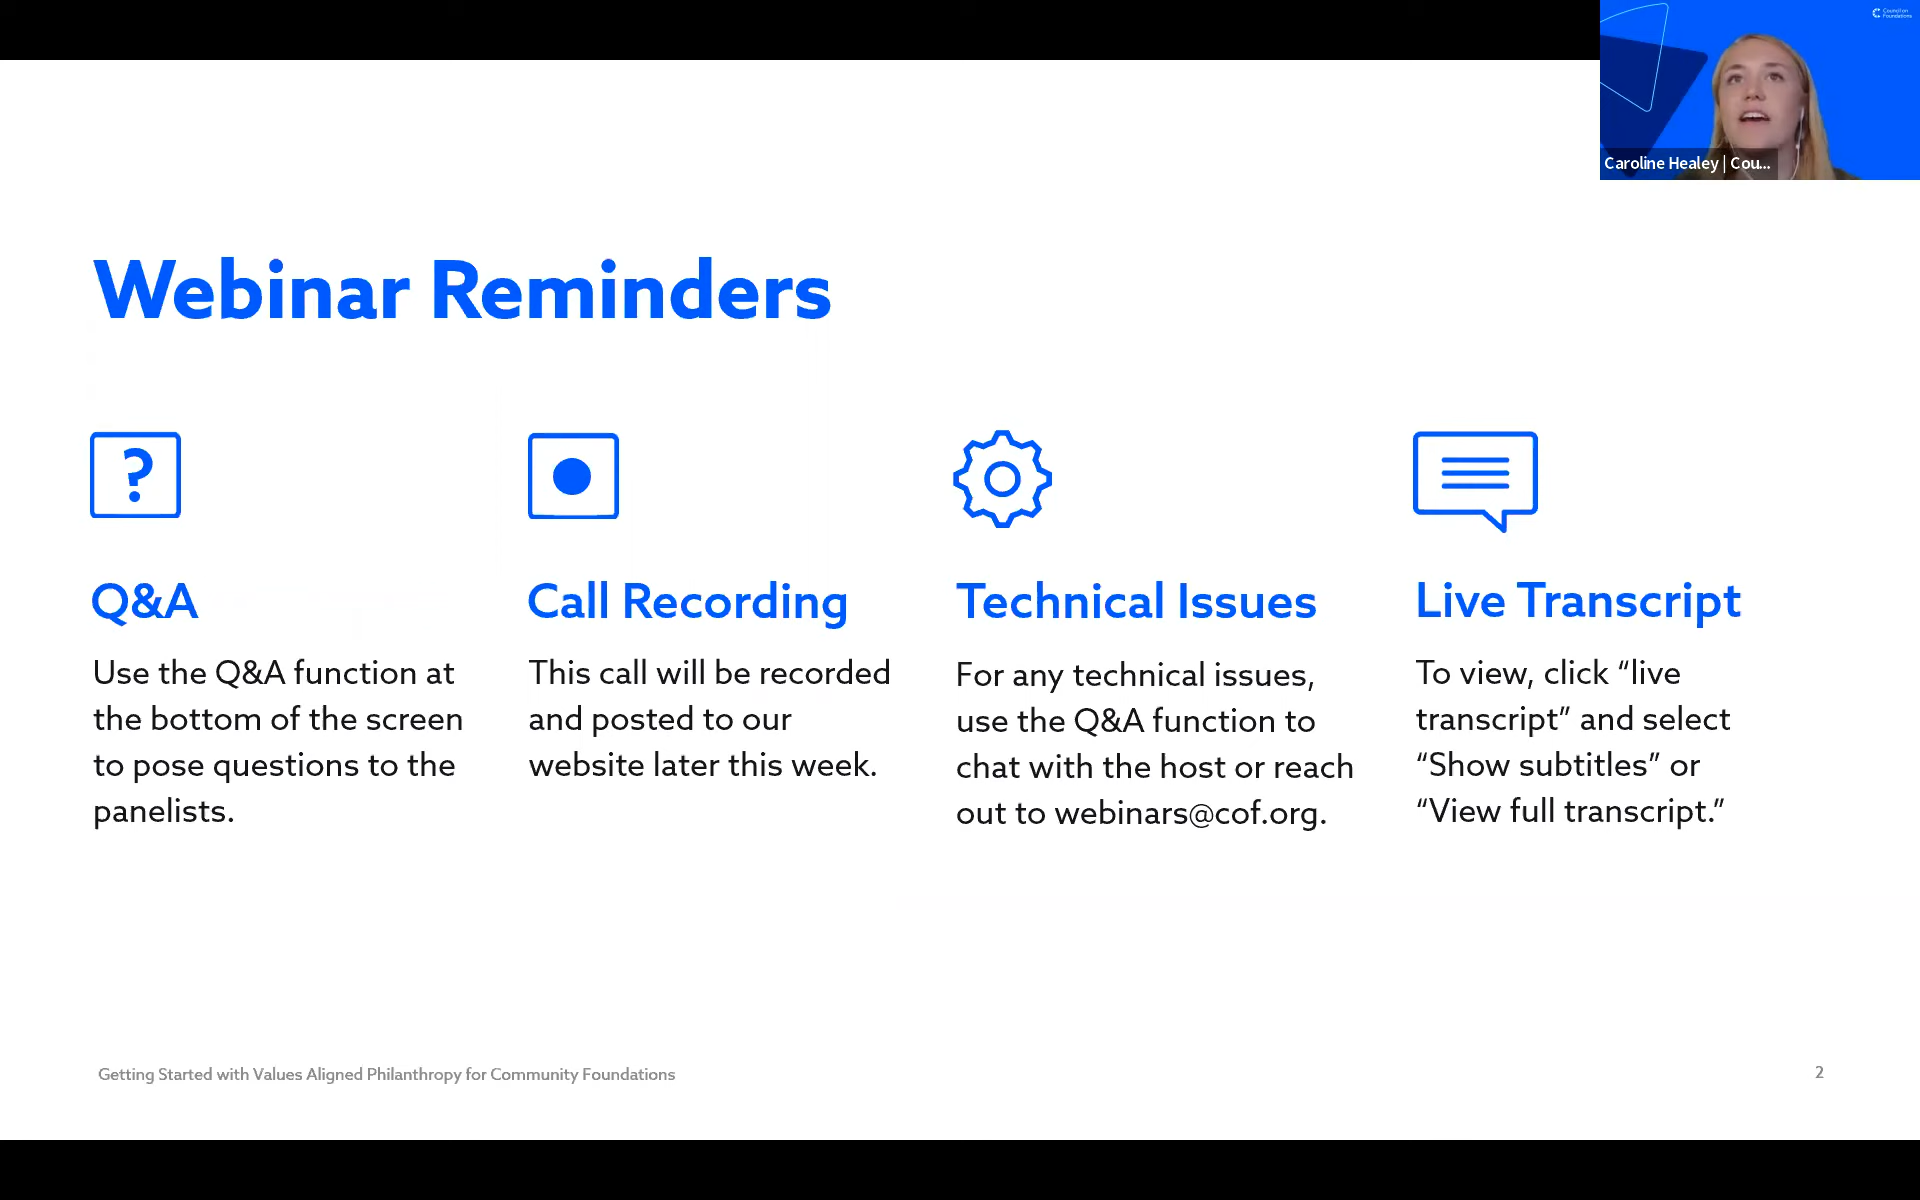 Council on
Foundations
Caroline Healey | Cou...
Webinar Reminders
?
Q&A
Use the Q&A function at
the bottom of the screen
to pose questions to the
panelists.
Call Recording
This call will be recorded
and posted to our
website later this week.
Technical Issues
For any technical issues,
use the Q&A function to
chat with the host or reach
out to webinars@cof.org.
Live Transcript
To view, click “live
transcript” and select
“Show subtitles” or
“View full transcript.”
Getting Started with Values Aligned Philanthropy for Community Foundations
2